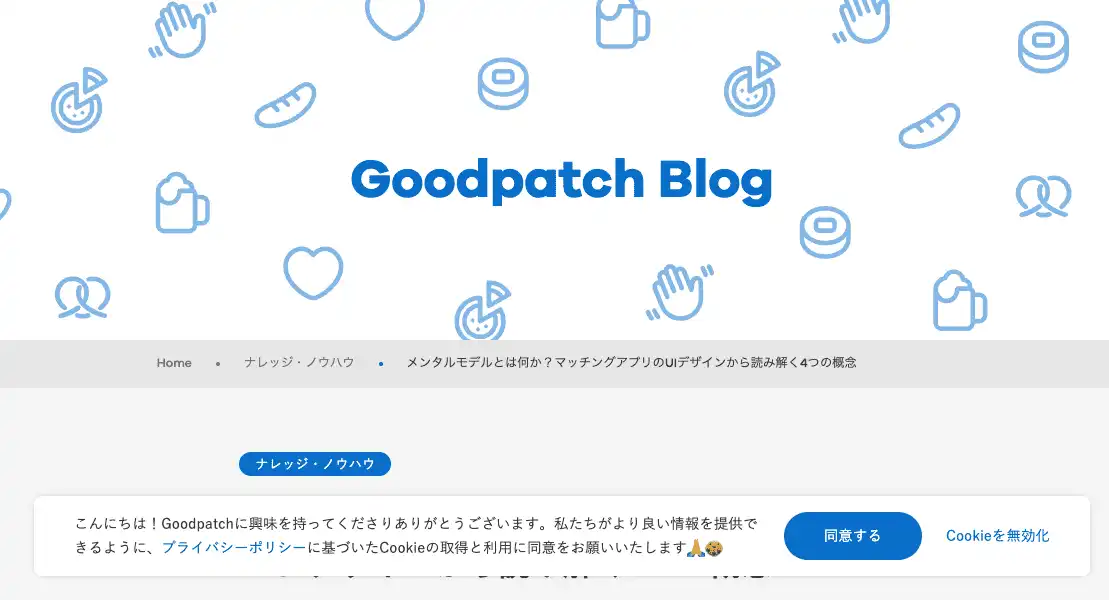 Goodpatch Blog
Home
ナレッジ・ノウハウ
メンタルモデルとは何か？マッチングアプリのUIデザインから読み解く4つの概念
ナレッジ・ノウハウ
こんにちは！Goodpatchに興味を持ってくださりありがとうございます。私たちがより良い情報を提供で
きるように、プライバシーポリシーに基づいたCookieの取得と利用に同意をお願いいたします🙏🍪
同意する
Cookieを無効化